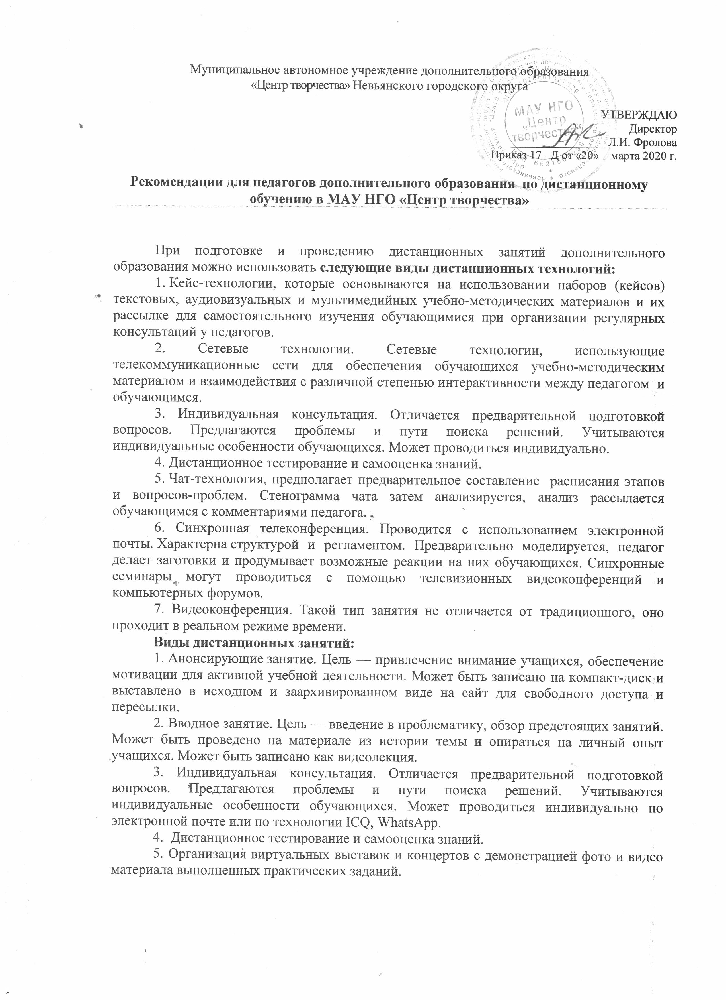 Муниципальное автономное учреждение дополнительного образования
«Центр творчества» Невьянского городского округа
МАУ НГО
„Центр
творчества“
УТВЕРЖДАЮ
Директор
Л.И. Фролова
Приказ 17 –Д от «20» марта 2020 г.
Рекомендации для педагогов дополнительного образования по дистанционному
обучению в МАУ НГО «Центр творчества»
При подготовке и проведению дистанционных занятий дополнительного
образования можно использовать следующие виды дистанционных технологий:
1. Кейс-технологии, которые основываются на использовании наборов (кейсов)
текстовых, аудиовизуальных и мультимедийных учебно-методических материалов и их
рассылке для самостоятельного изучения обучающимися при организации регулярных
консультаций у педагогов.
2. Сетевые технологии. Сетевые технологии, использующие
телекоммуникационные сети для обеспечения обучающихся учебно-методическим
материалом и взаимодействия с различной степенью интерактивности между педагогом и
обучающимся.
3. Индивидуальная консультация. Отличается предварительной подготовкой
вопросов. Предлагаются проблемы и пути поиска решений. Учитываются
индивидуальные особенности обучающихся. Может проводиться индивидуально.
4. Дистанционное тестирование и самооценка знаний.
5. Чат-технология, предполагает предварительное составление расписания этапов
и вопросов-проблем. Стенограмма чата затем анализируется, анализ рассылается
обучающимся с комментариями педагога.
6. Синхронная телеконференция. Проводится с использованием электронной
почты. Характерна структурой и регламентом. Предварительно моделируется, педагог
делает заготовки и продумывает возможные реакции на них обучающихся. Синхронные
семинары могут проводиться с помощью телевизионных видеоконференций и
компьютерных форумов.
7. Видеоконференция. Такой тип занятия не отличается от традиционного, оно
проходит в реальном режиме времени.
Виды дистанционных занятий:
1. Анонсирующие занятие. Цель — привлечение внимание учащихся, обеспечение
мотивации для активной учебной деятельности. Может быть записано на компакт-диск и
выставлено в исходном и заархивированном виде на сайт для свободного доступа и
пересылки.
2. Вводное занятие. Цель — введение в проблематику, обзор предстоящих занятий.
Может быть проведено на материале из истории темы и опираться на личный опыт
учащихся. Может быть записано как видеолекция.
3. Индивидуальная консультация. Отличается предварительной подготовкой
вопросов. Предлагаются проблемы и пути поиска решений. Учитываются
индивидуальные особенности обучающихся. Может проводиться индивидуально по
электронной почте или по технологии ICQ, WhatsApp.
4. Дистанционное тестирование и самооценка знаний.
5. Организация виртуальных выставок и концертов с демонстрацией фото и видео
материала выполненных практических заданий.